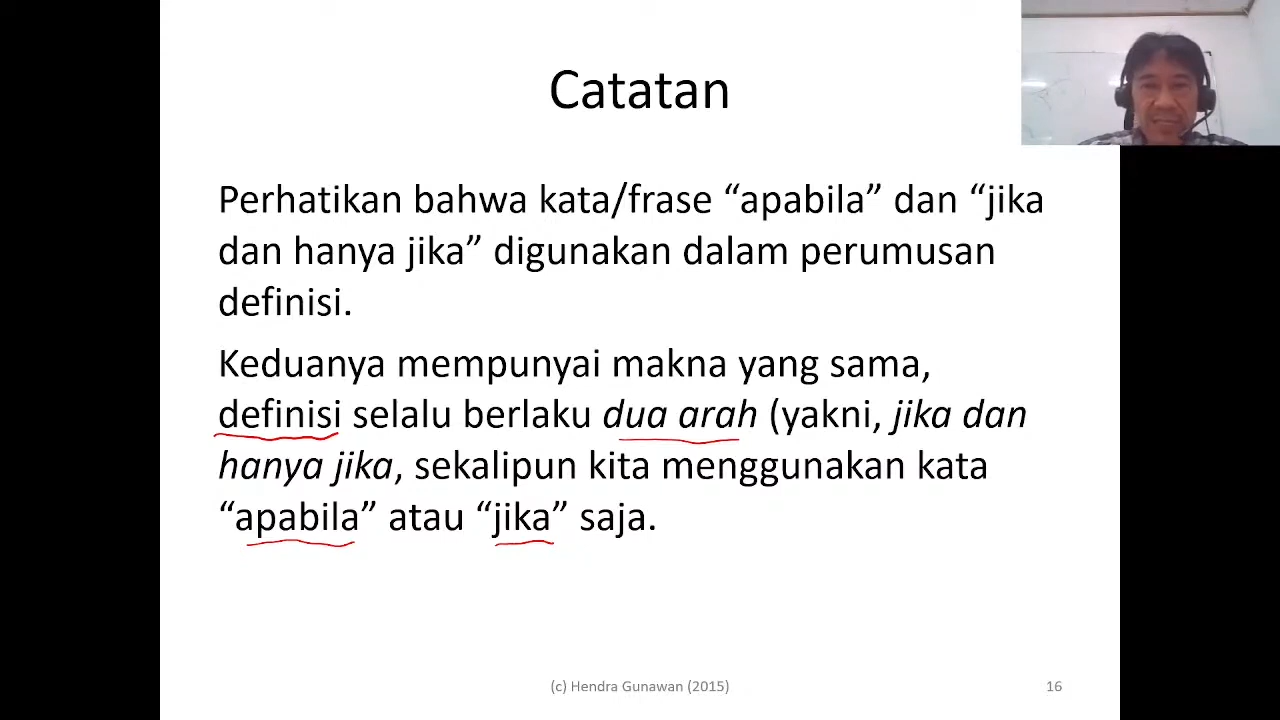 Catatan
Perhatikan bahwa kata/frase “apabila” dan “jika
dan hanya jika” digunakan dalam perumusan
definisi.
Keduanya mempunyai makna yang sama,
definisi selalu berlaku dua arah (yakni, jika dan
hanya jika, sekalipun kita menggunakan kata
“apabila” atau “jika” saja.
(c) Hendra Gunawan (2015)
16